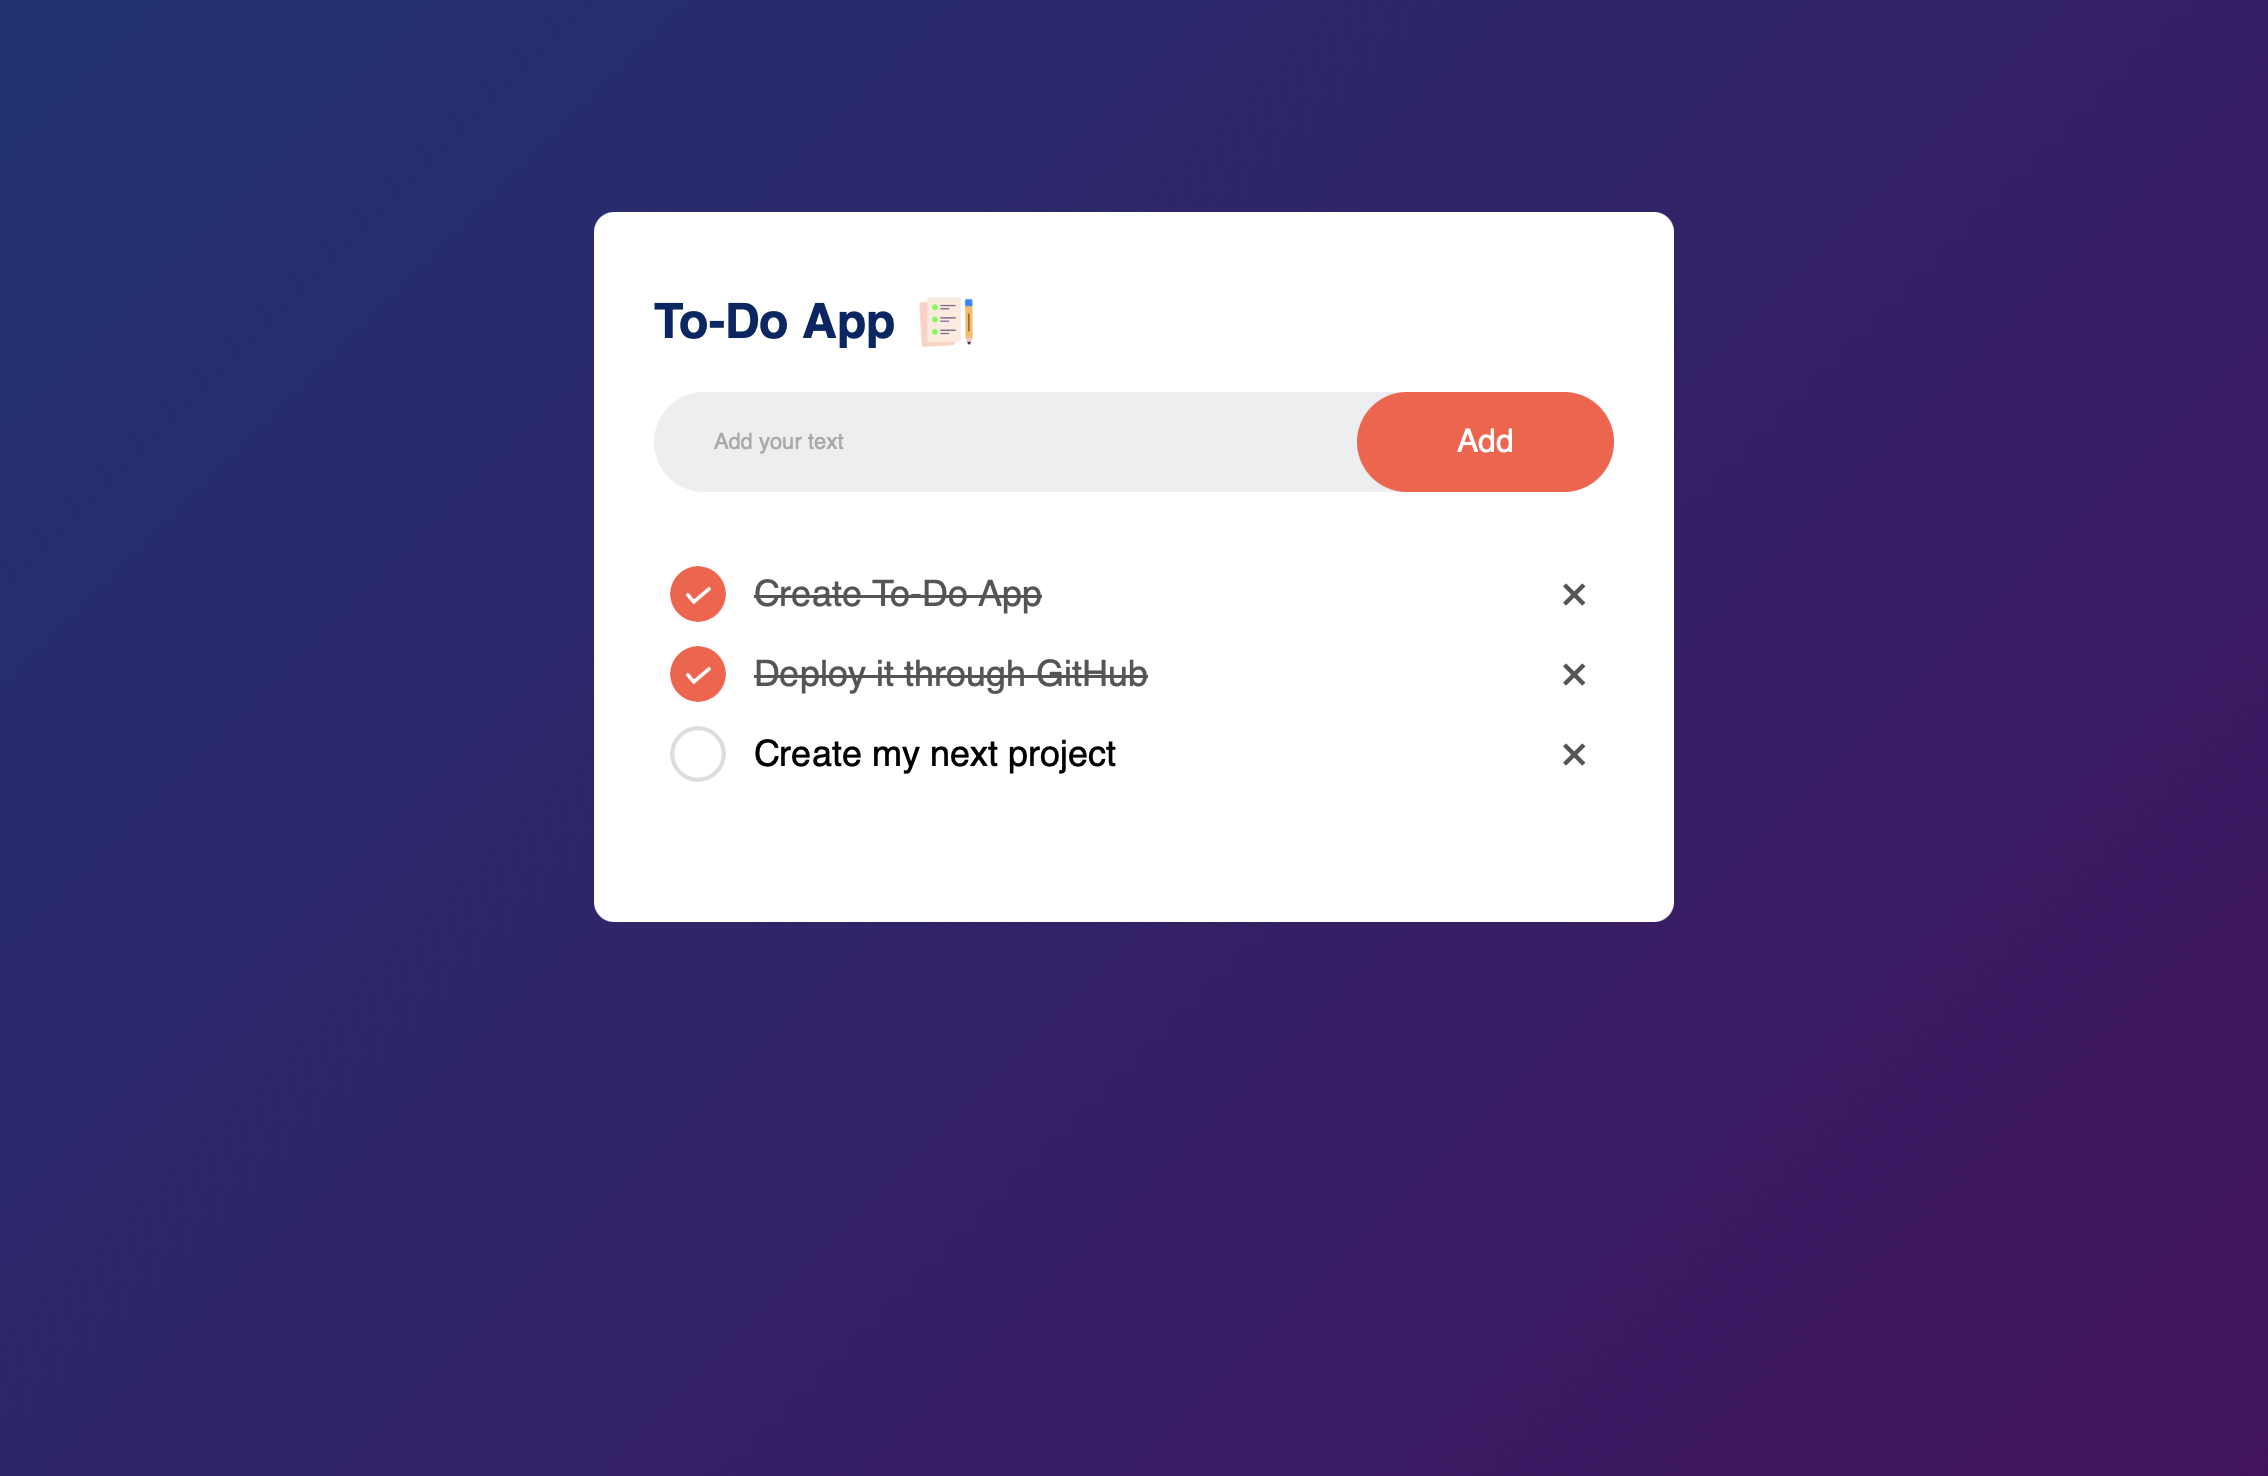 To-Do App
Add your text
Add
Create To-Do App
Deploy it through GitHub
Create my next project